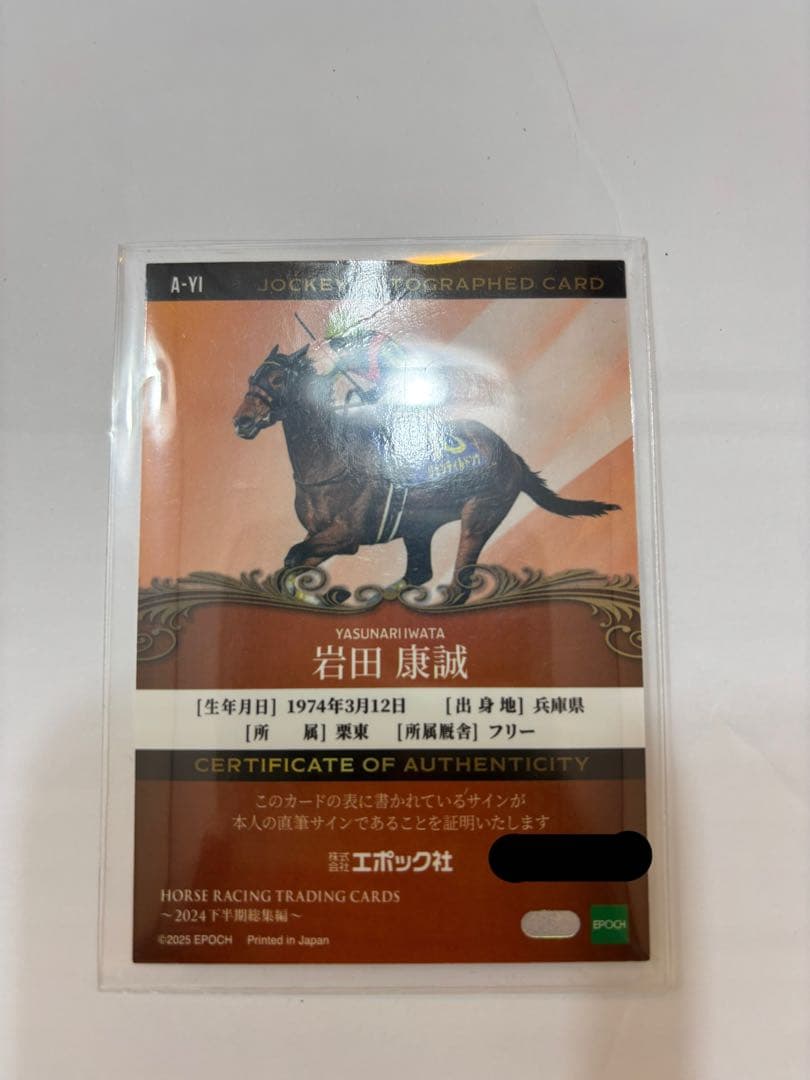 A-YI JOCKEY AUTOGRAPHED CARD
YASUNARI IWATA
岩田 康誠
[生年月日] 1974年3月12日 [出身地] 兵庫県
[所 属] 栗東 [所属厩舎] フリー
CERTIFICATE OF AUTHENTICITY
このカードの表に書かれているサインが
本人の直筆サインであることを証明いたします
株式会社エポック社
HORSE RACING TRADING CARDS
～2024下半期総集編～
©2025 EPOCH Printed in Japan
EPOCH